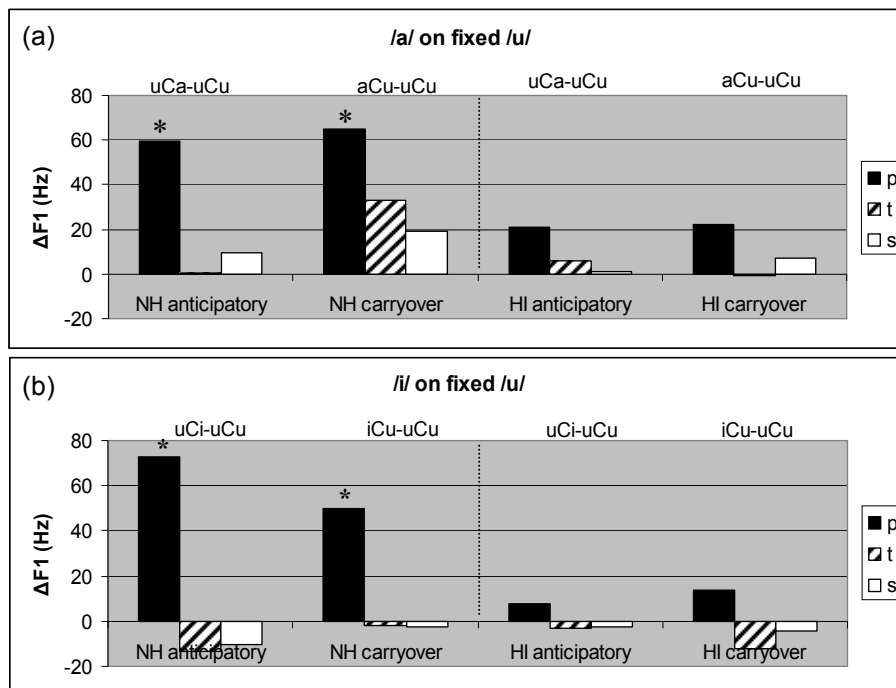 (a)
/a/ on fixed /u/
uCa-uCu aCu-uCu uCa-uCu aCu-uCu
80
60
40
20
0
-20
ΔF1 (Hz)
* *
NH anticipatory NH carryover HI anticipatory HI carryover
p
t
s
(b)
/i/ on fixed /u/
uCi-uCu iCu-uCu uCi-uCu iCu-uCu
80
60
40
20
0
-20
ΔF1 (Hz)
* *
NH anticipatory NH carryover HI anticipatory HI carryover
p
t
s